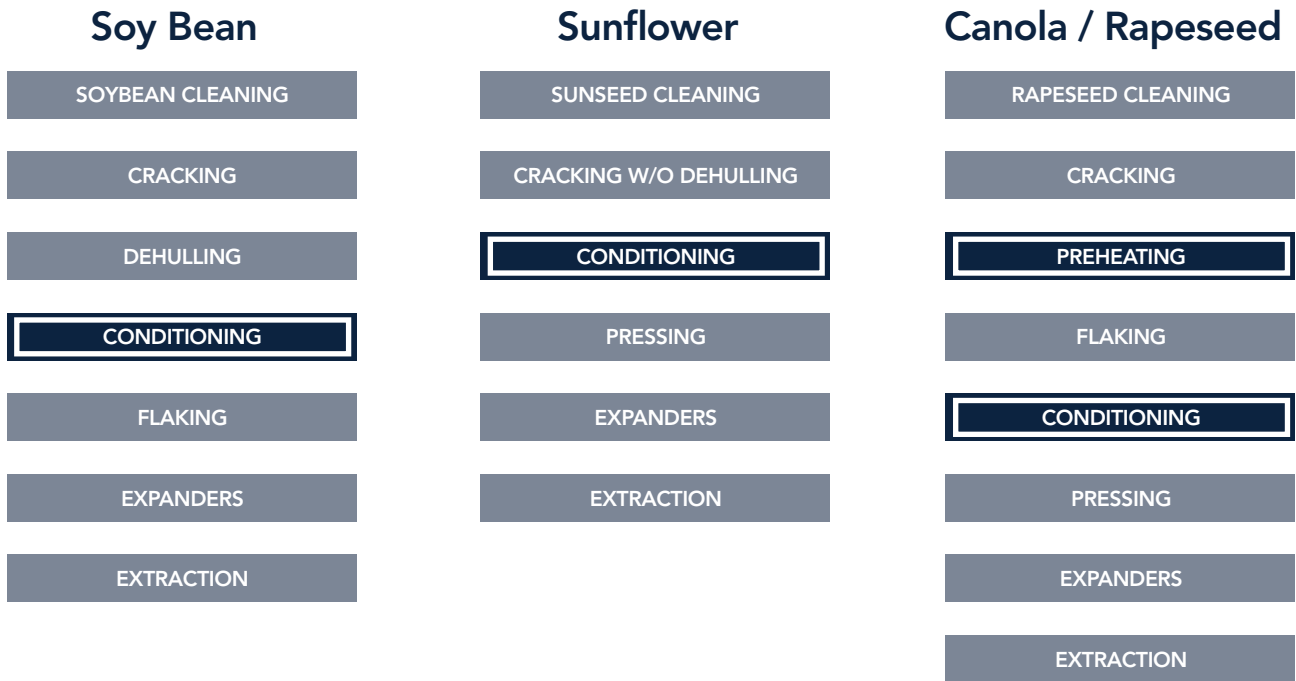 Soy Bean
SOYBEAN CLEANING
CRACKING
DEHULLING
CONDITIONING
FLAKING
EXPANDERS
EXTRACTION
Sunflower
SUNSEED CLEANING
CRACKING W/O DEHULLING
CONDITIONING
PRESSING
EXPANDERS
EXTRACTION
Canola / Rapeseed
RAPESEED CLEANING
CRACKING
PREHEATING
FLAKING
CONDITIONING
PRESSING
EXPANDERS
EXTRACTION